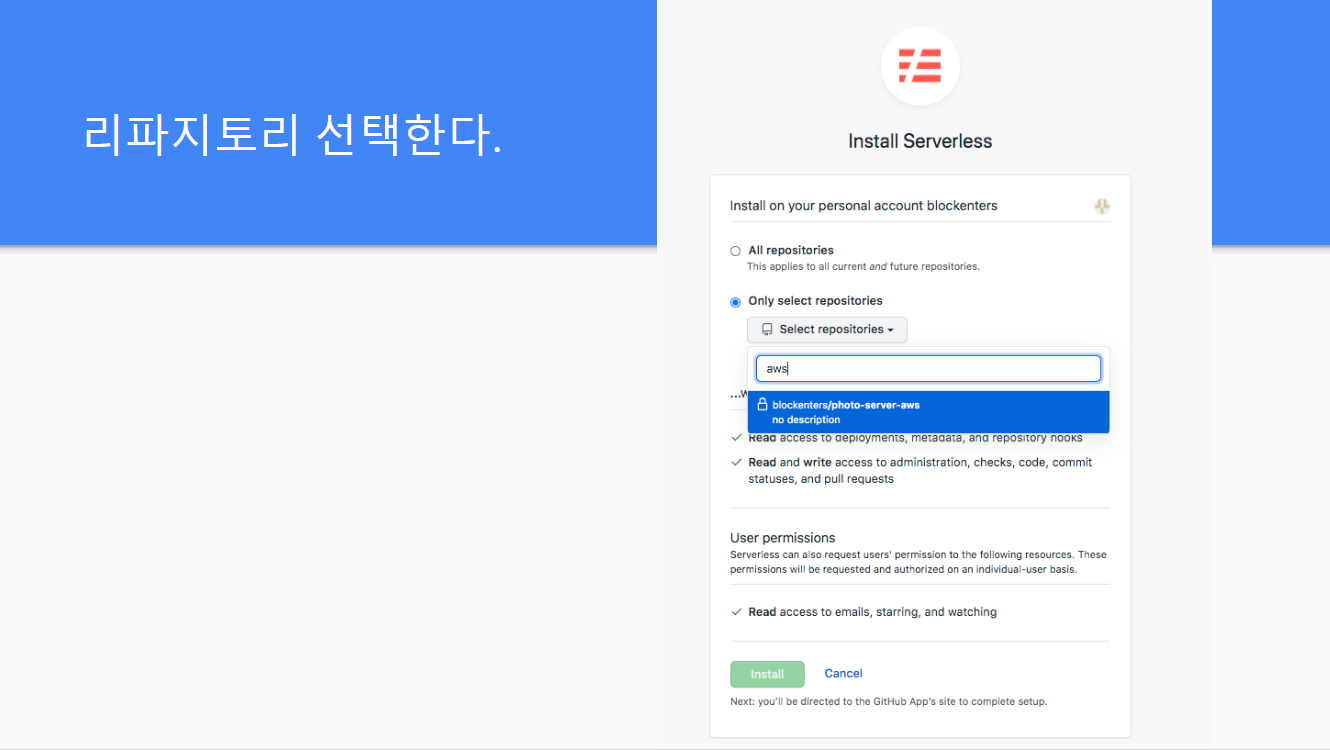 리파지토리 선택한다.
Install Serverless
Install on your personal account blockenters
All repositories
This applies to all current and future repositories.
Only select repositories
Select repositories
aws
blockenters/photo-server-aws
no description
Read access to deployments, metadata, and repository hooks
Read and write access to administration, checks, code, commit
statuses, and pull requests
User permissions
Serverless can also request users' permission to the following resources. These
permissions will be requested and authorized on an individual-user basis.
Read access to emails, starring, and watching
Install Cancel
Next: you'll be directed to the GitHub App's site to complete setup.